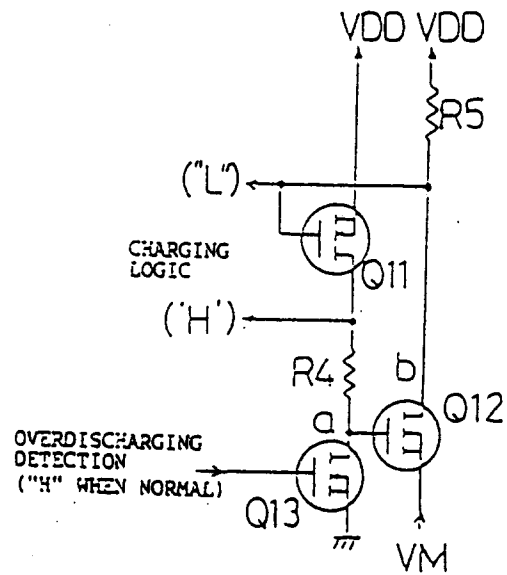 VDD VDD
R5
("L")
CHARGING
LOGIC
Q11
('H')
R4
b
a
Q12
OVERDISCHARGING
DETECTION
("H" WHEN NORMAL)
Q13
VM